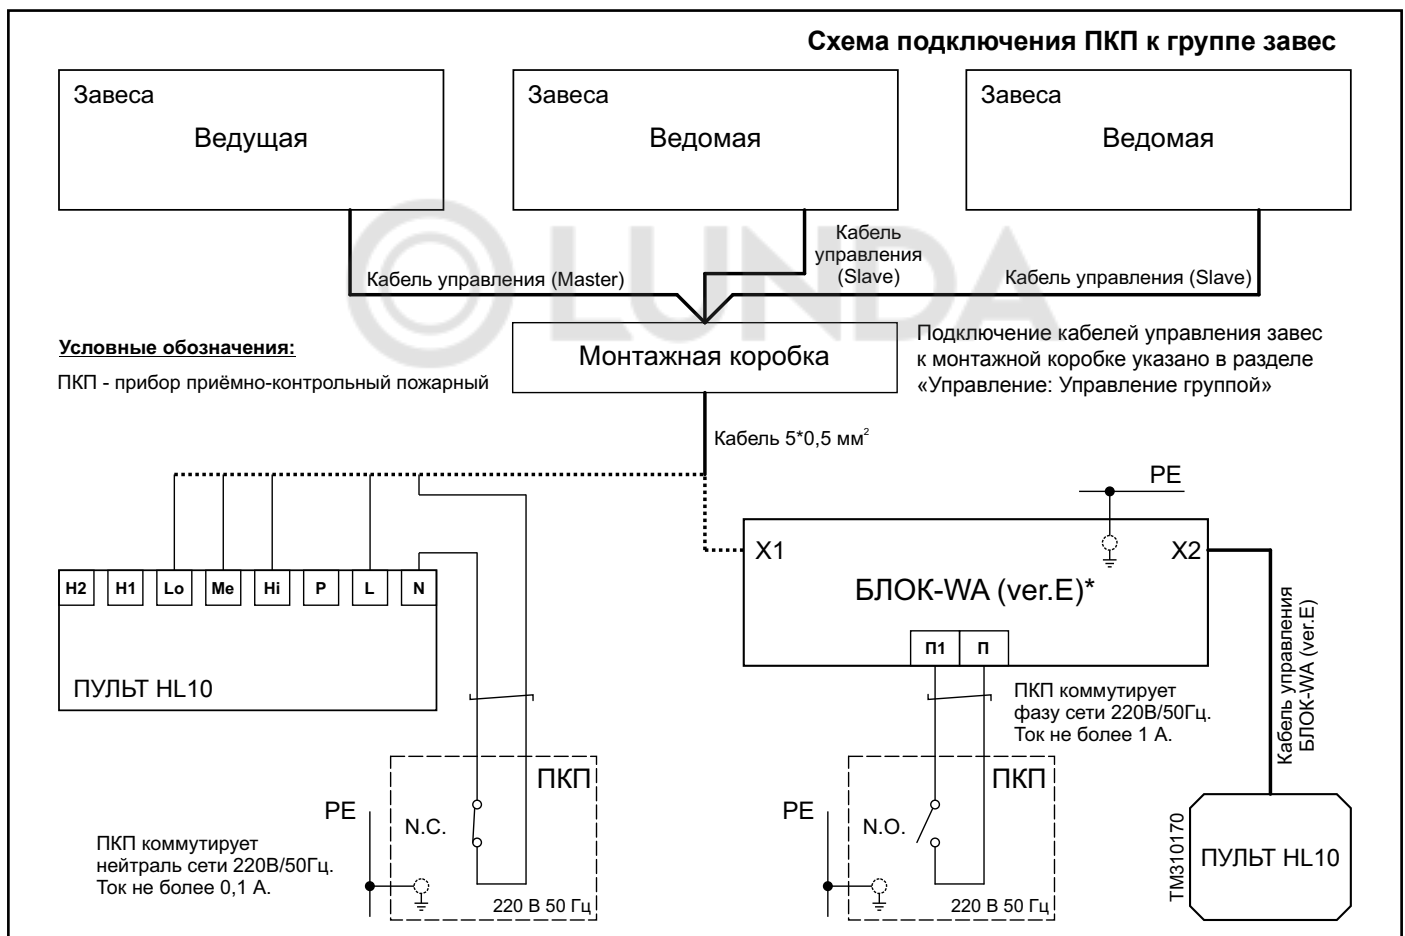 Схема подключения ПКП к группе завес
Завеса
Ведущая
Завеса
Ведомая
Завеса
Ведомая
LUNDA
Кабель
управления
(Slave)
Кабель управления (Master)
Кабель управления (Slave)
Условные обозначения:
ПКП - прибор приёмно-контрольный пожарный
Монтажная коробка
Подключение кабелей управления завес
к монтажной коробке указано в разделе
«Управление: Управление группой»
Кабель 5*0,5 мм²
PE
X1
X2
БЛОК-WA (ver.E)*
H2 H1 Lo Me Hi P L N
ПУЛЬТ HL10
П1 П
ПКП коммутирует
фазу сети 220В/50Гц.
Ток не более 1 А.
Кабель управления
БЛОК-WA (ver.E)
ПКП
PE
N.C.
220 В 50 Гц
ПКП коммутирует
нейтраль сети 220В/50Гц.
Ток не более 0,1 А.
ПКП
PE
N.O.
220 В 50 Гц
TM310170
ПУЛЬТ HL10